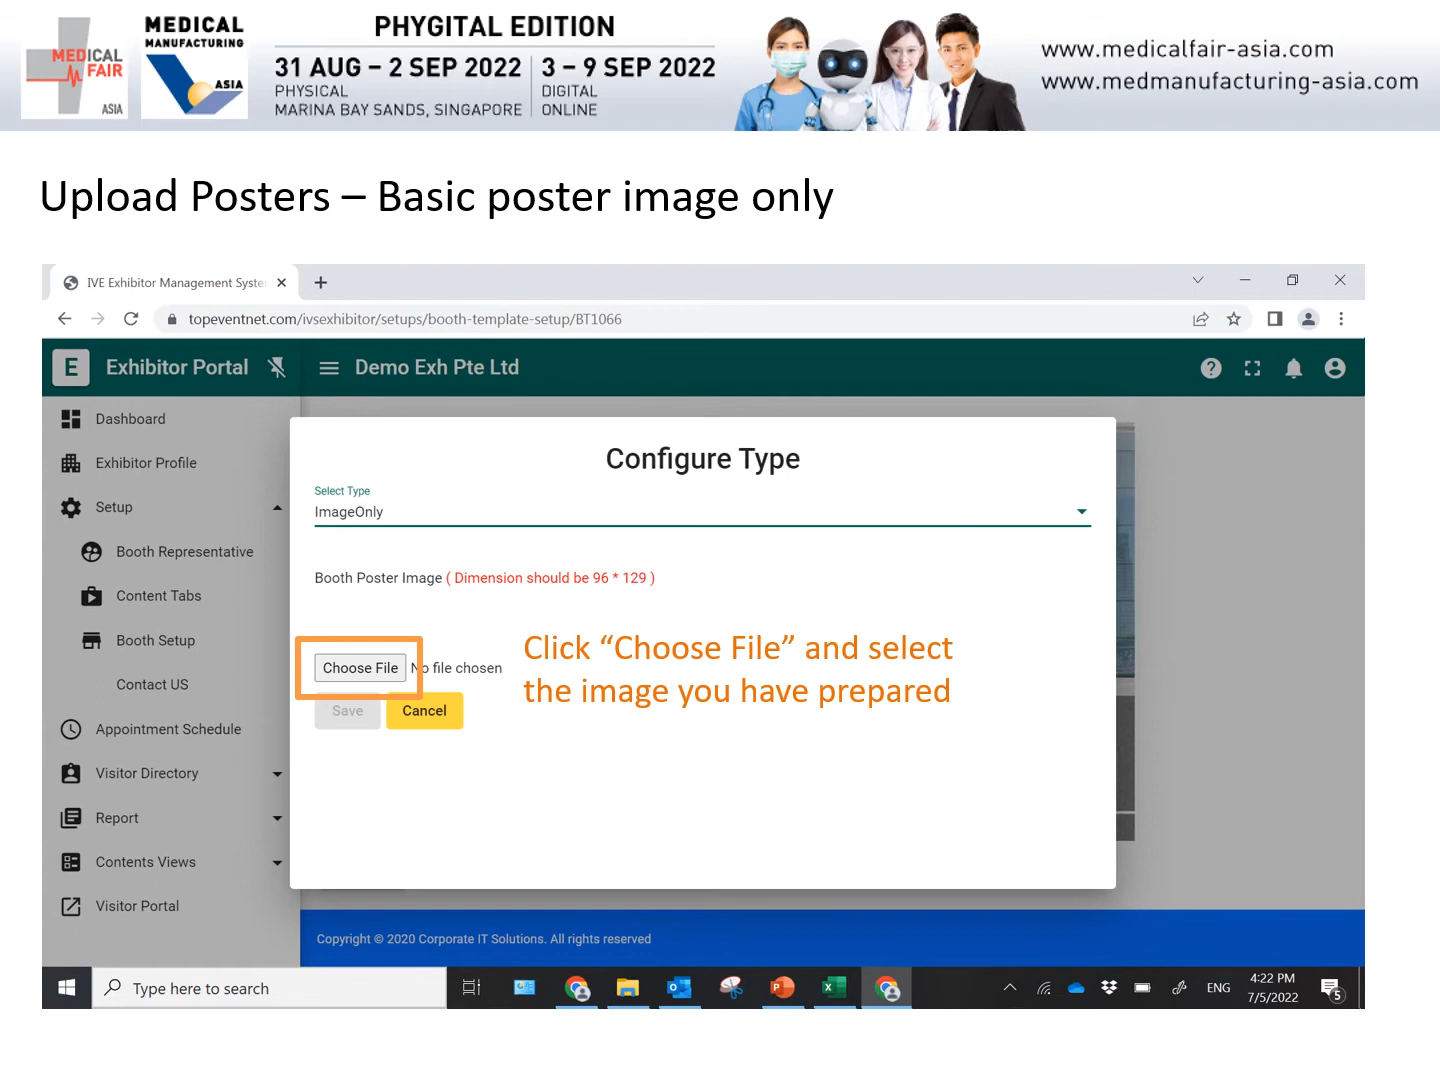 MEDICAL
FAIR
ASIA
MEDICAL
MANUFACTURING
ASIA
PHYGITAL EDITION
31 AUG – 2 SEP 2022
PHYSICAL
MARINA BAY SANDS, SINGAPORE
3 – 9 SEP 2022
DIGITAL
ONLINE
www.medicalfair-asia.com
www.medmanufacturing-asia.com
Upload Posters – Basic poster image only
IVE Exhibitor Management Syste
topeventnet.com/ivsexhibitor/setups/booth-template-setup/BT1066
E Exhibitor Portal
Demo Exh Pte Ltd
Dashboard
Exhibitor Profile
Setup
Booth Representative
Content Tabs
Booth Setup
Contact US
Appointment Schedule
Visitor Directory
Report
Contents Views
Visitor Portal
Configure Type
Select Type
ImageOnly
Booth Poster Image ( Dimension should be 96 * 129 )
Choose File No file chosen
Save Cancel
Click “Choose File” and select
the image you have prepared
Copyright © 2020 Corporate IT Solutions. All rights reserved
Type here to search
ENG
4:22 PM
7/5/2022
5